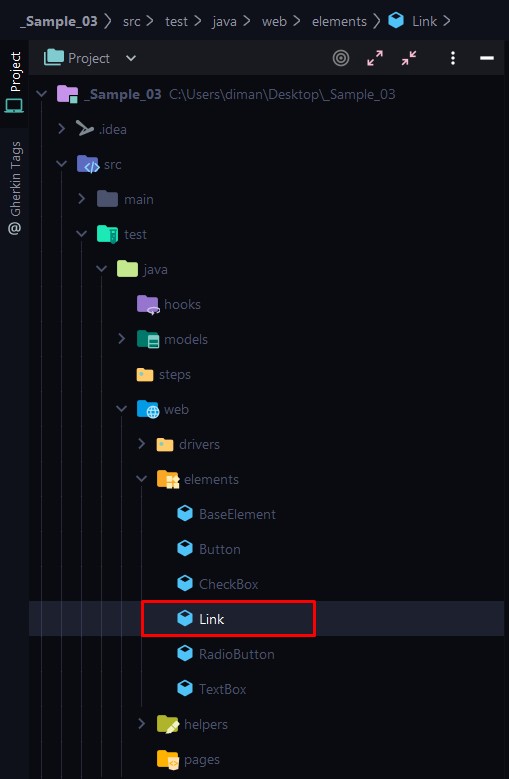 _Sample_03 src test java web elements Link
Project
Project
Gherkin Tags
@
_Sample_03 C:\Users\diman\Desktop\_Sample_03
.idea
src
main
test
java
hooks
models
steps
web
drivers
elements
BaseElement
Button
CheckBox
Link
RadioButton
TextBox
helpers
pages